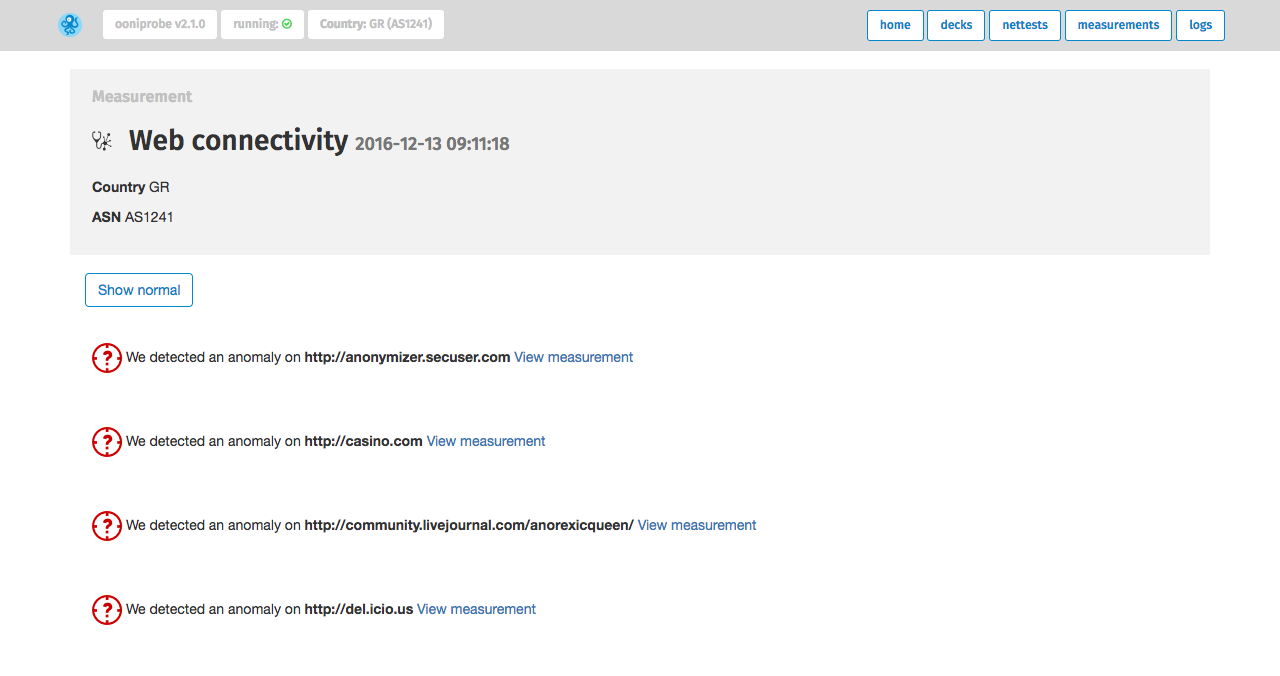 ooniprobe v2.1.0 running: Country: GR (AS1241) home decks nettests measurements logs
Measurement
Web connectivity 2016-12-13 09:11:18
Country GR
ASN AS1241
Show normal
? We detected an anomaly on http://anonymizer.secuser.com View measurement
? We detected an anomaly on http://casino.com View measurement
? We detected an anomaly on http://community.livejournal.com/anorexicqueen/ View measurement
? We detected an anomaly on http://del.icio.us View measurement